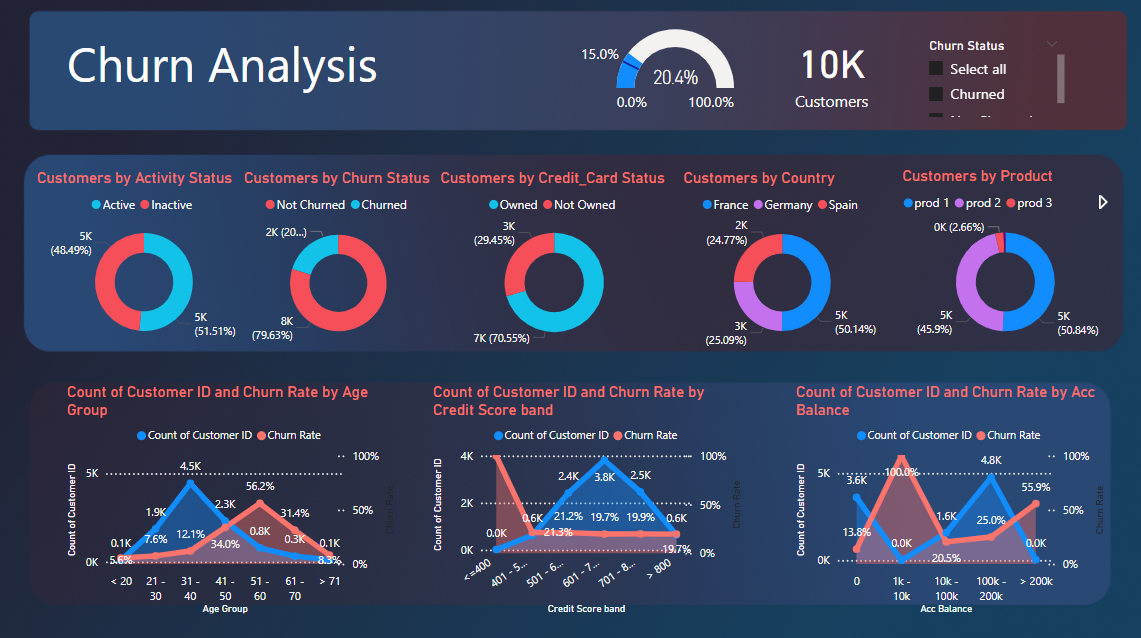 Churn Analysis
15.0%
20.4%
0.0%
100.0%
10K
Customers
Churn Status
Select all
Churned
Customers by Activity Status
Active
Inactive
5K
(48.49%)
5K
(51.51%)
Customers by Churn Status
Not Churned
Churned
2K (20...)
8K
(79.63%)
Customers by Credit_Card Status
Owned
Not Owned
3K
(29.45%)
7K (70.55%)
Customers by Country
France
Germany
Spain
2K
(24.77%)
3K
(25.09%)
5K
(50.14%)
Customers by Product
prod 1
prod 2
prod 3
0K (2.66%)
5K
(45.9%)
5K
(50.84%)
Count of Customer ID and Churn Rate by Age
Group
Count of Customer ID
Churn Rate
Count of Customer ID
5K
0K
100%
50%
0%
Churn Rate
0.1K
1.9K
4.5K
2.3K
0.8K
0.3K
0.1K
5.6%
7.6%
12.1%
34.0%
56.2%
31.4%
8.3%
< 20
21 -
30
31 -
40
41 -
50
51 -
60
61 -
70
> 71
Age Group
Count of Customer ID and Churn Rate by
Credit Score band
Count of Customer ID
Churn Rate
Count of Customer ID
4K
2K
0K
100%
50%
0%
Churn Rate
0.0K
0.6K
2.4K
3.8K
2.5K
0.6K
21.3%
21.2%
19.7%
19.9%
19.7%
<=400
401 - 5...
501 - 6...
601 - 7...
701 - 8...
> 800
Credit Score band
Count of Customer ID and Churn Rate by Acc
Balance
Count of Customer ID
Churn Rate
Count of Customer ID
5K
0K
100%
50%
0%
Churn Rate
3.6K
0.0K
1.6K
4.8K
0.0K
13.8%
100.0%
20.5%
25.0%
55.9%
0
1k -
10k
10k -
100k
100k -
200k
> 200k
Acc Balance